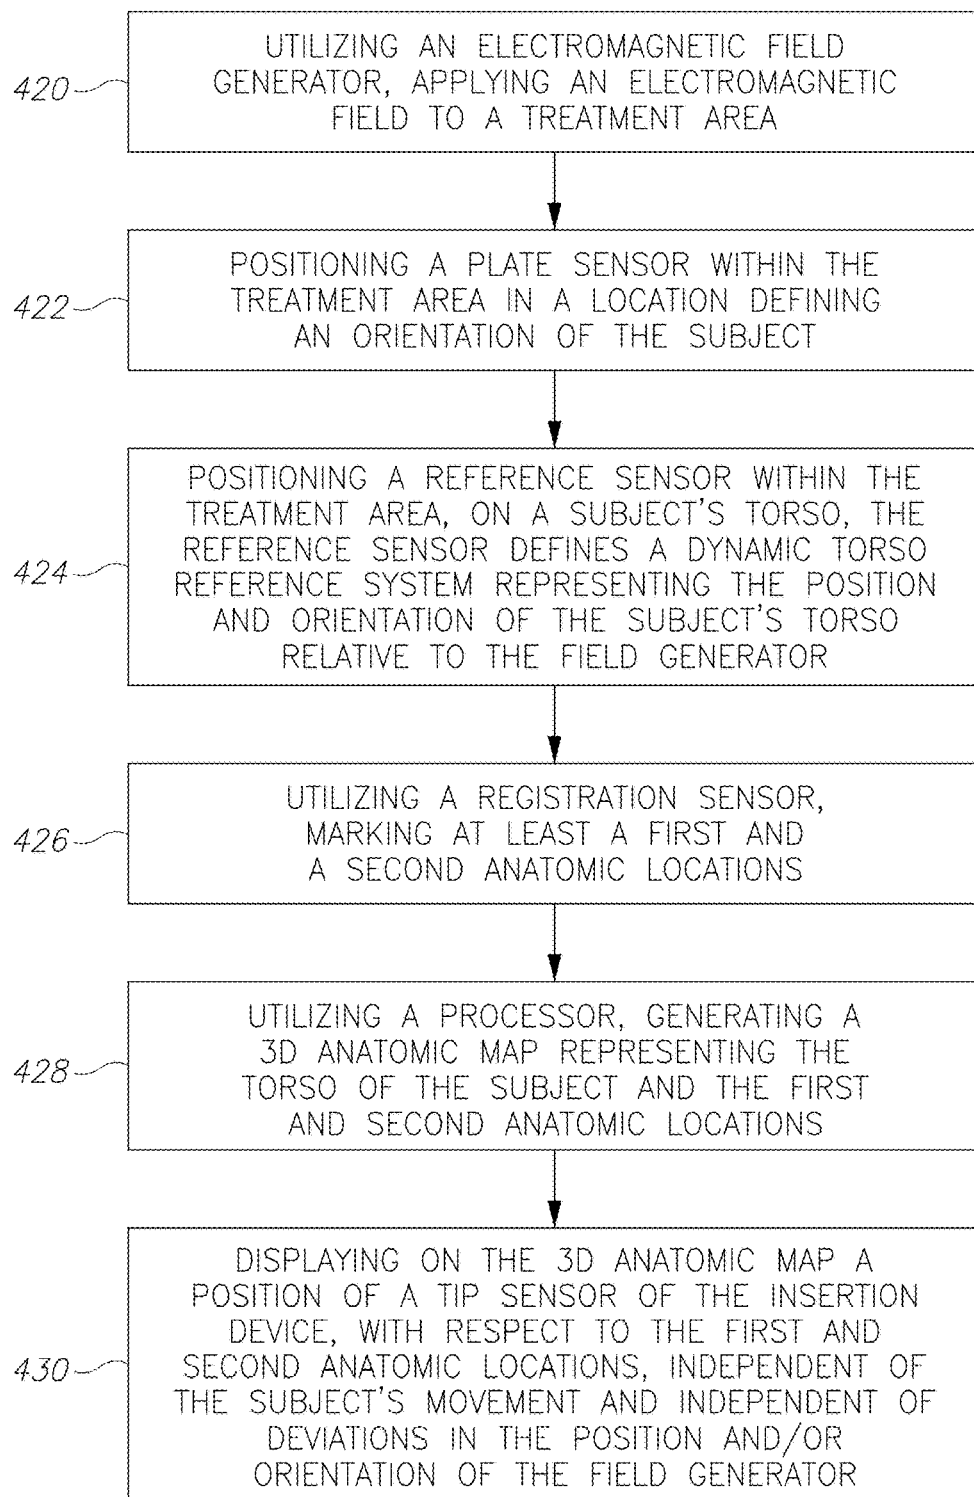 UTILIZING AN ELECTROMAGNETIC FIELD
GENERATOR, APPLYING AN ELECTROMAGNETIC
FIELD TO A TREATMENT AREA
420
POSITIONING A PLATE SENSOR WITHIN THE
TREATMENT AREA IN A LOCATION DEFINING
AN ORIENTATION OF THE SUBJECT
422
POSITIONING A REFERENCE SENSOR WITHIN THE
TREATMENT AREA, ON A SUBJECT'S TORSO, THE
REFERENCE SENSOR DEFINES A DYNAMIC TORSO
REFERENCE SYSTEM REPRESENTING THE POSITION
AND ORIENTATION OF THE SUBJECT'S TORSO
RELATIVE TO THE FIELD GENERATOR
424
UTILIZING A REGISTRATION SENSOR,
MARKING AT LEAST A FIRST AND
A SECOND ANATOMIC LOCATIONS
426
UTILIZING A PROCESSOR, GENERATING A
3D ANATOMIC MAP REPRESENTING THE
TORSO OF THE SUBJECT AND THE FIRST
AND SECOND ANATOMIC LOCATIONS
428
DISPLAYING ON THE 3D ANATOMIC MAP A
POSITION OF A TIP SENSOR OF THE INSERTION
DEVICE, WITH RESPECT TO THE FIRST AND
SECOND ANATOMIC LOCATIONS, INDEPENDENT OF
THE SUBJECT'S MOVEMENT AND INDEPENDENT OF
DEVIATIONS IN THE POSITION AND/OR
ORIENTATION OF THE FIELD GENERATOR
430